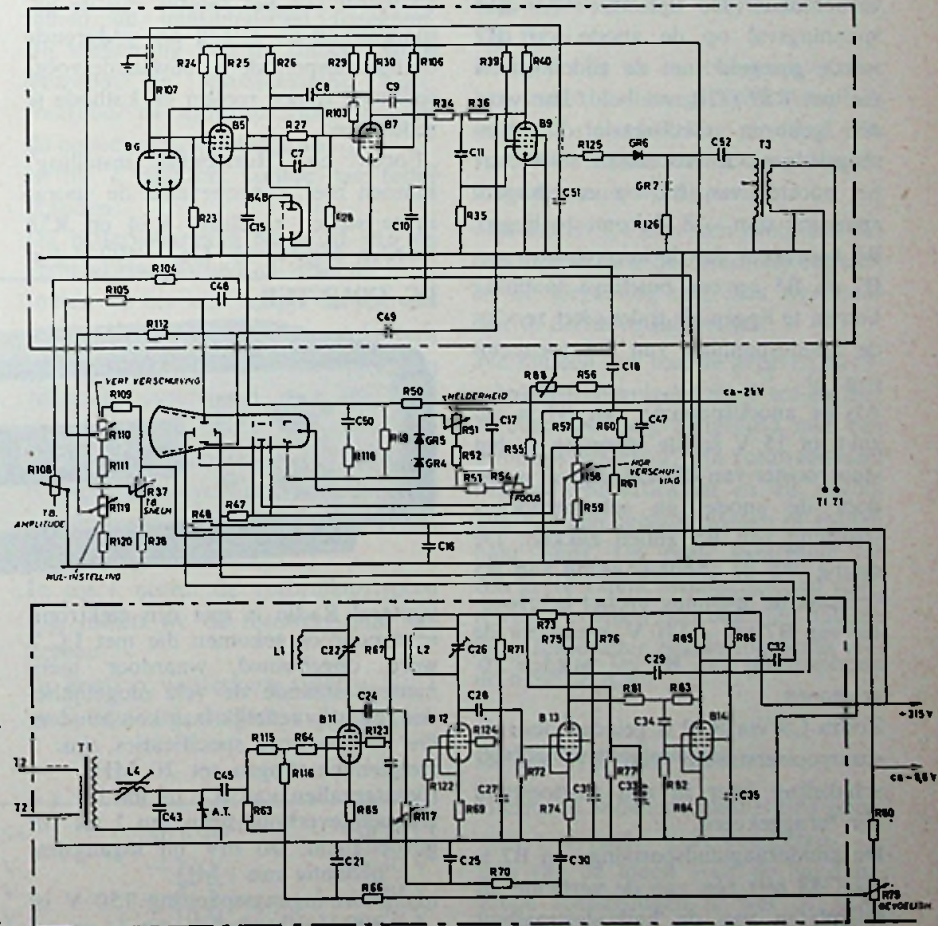 R24 R25 R26 R29 R30 R106 R39 R40
R107 C8 C9 R103 R34 R36
B6 B5 R27 B7 B9 R125 GR6 C52 T3
C7 C11 GR7
R23 C15 B4B R28 C10 R35 C51 R126
R104
R105 C48
R112 C49 C18
R88 R56
VERT VERSCHUIVING R50 HELDERHEID ca-2kV
R109 C50 R51 C17 R57 R60 C47
R110 R49 GR5 R55
R111 R118 GR4 R52 R58 HOR
VERSCHUI-
VING
R108 R37 R53 R54 R61
T.B. R119 TB R47 FOCUS R59
AMPLITUDE SNELH R48
R120 R38 C16 T1 T1
NUL-INSTELLING
L1 C22 R67 L2 C26 R71 R73 R75 R76 R85 R86 C32
C29
C24 C28 R81 R83 +315V
B11 B12 B13 C34 B14
T1 R115 R64 R123 R124
T2 L4 R116 R122 R72 R77 R82 ca-8,6V
C45 R117
T2 C43 A.T. R63 R65 R69 C27 R74 C31 C33 R84 C35
R80
C21 C25 R70 C30
R66 R79
GEVOELIGH.